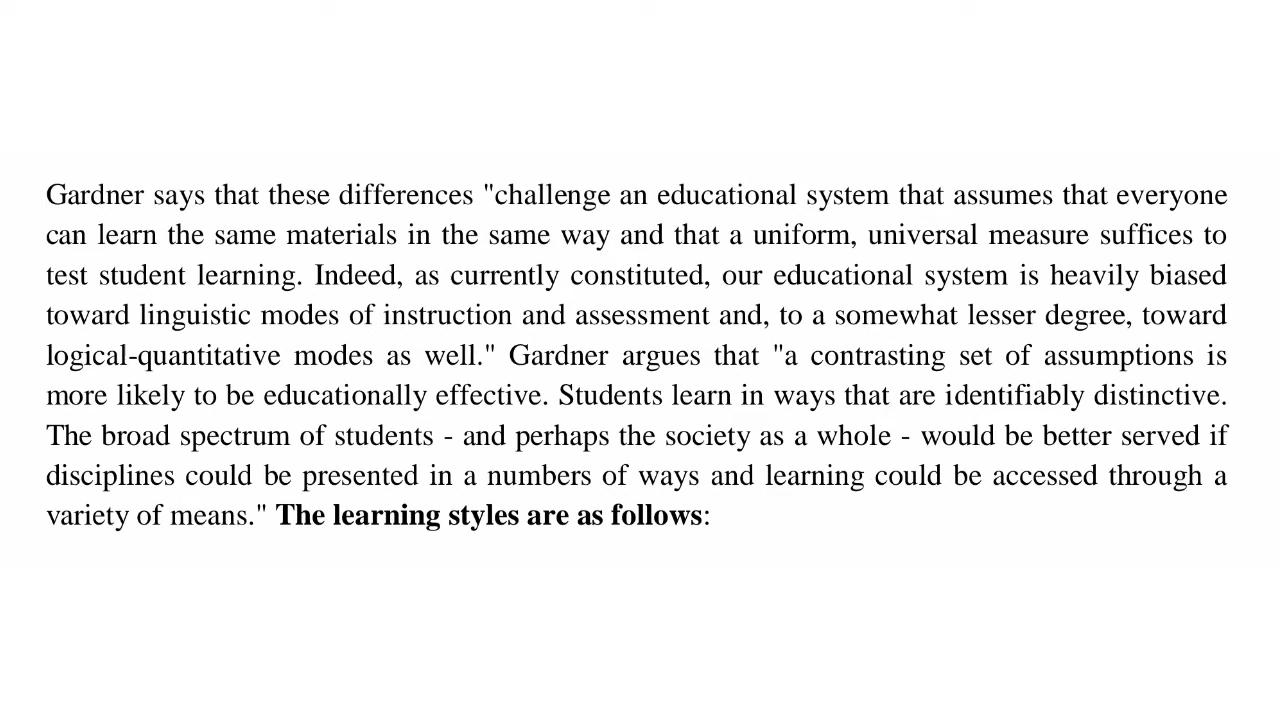 Gardner says that these differences "challenge an educational system that assumes that everyone
can learn the same materials in the same way and that a uniform, universal measure suffices to
test student learning. Indeed, as currently constituted, our educational system is heavily biased
toward linguistic modes of instruction and assessment and, to a somewhat lesser degree, toward
logical-quantitative modes as well." Gardner argues that "a contrasting set of assumptions is
more likely to be educationally effective. Students learn in ways that are identifiably distinctive.
The broad spectrum of students - and perhaps the society as a whole - would be better served if
disciplines could be presented in a numbers of ways and learning could be accessed through a
variety of means." The learning styles are as follows: